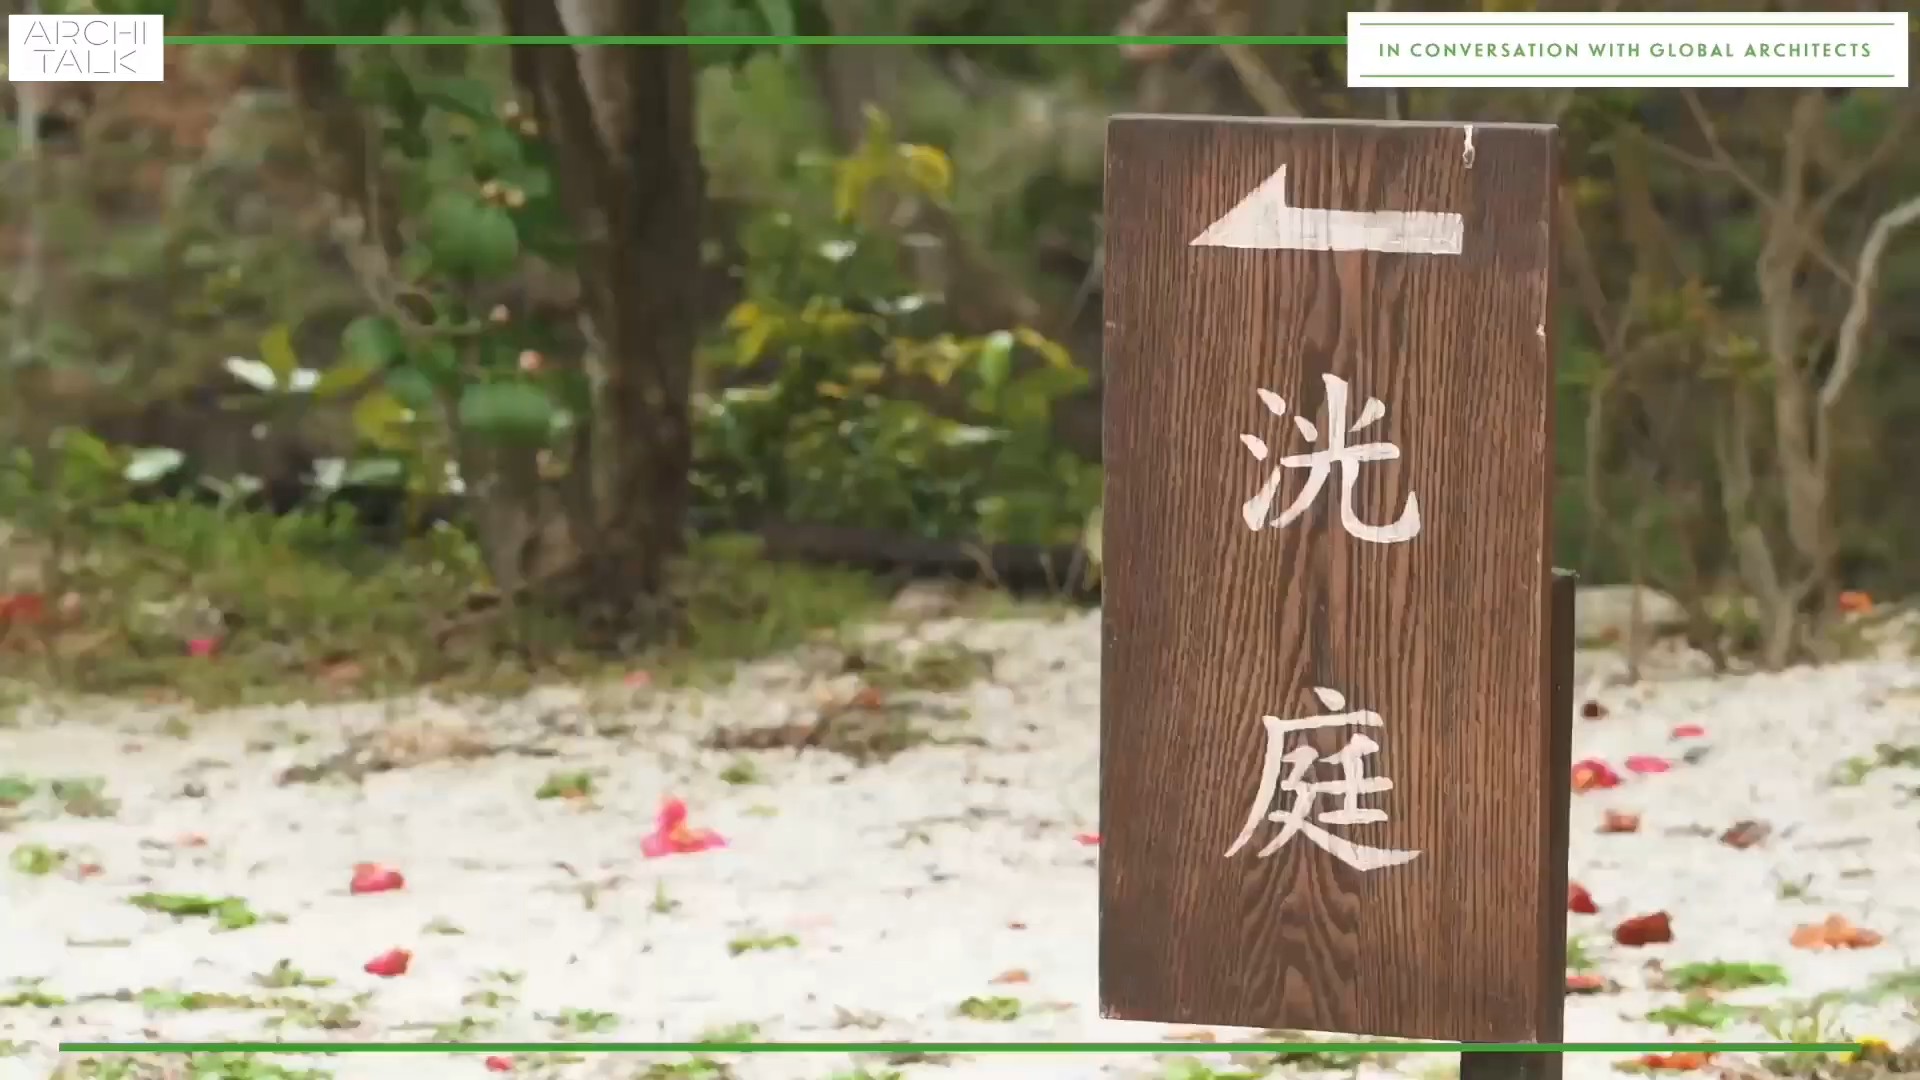 ARCHI
TALK
IN CONVERSATION WITH GLOBAL ARCHITECTS
洸
庭